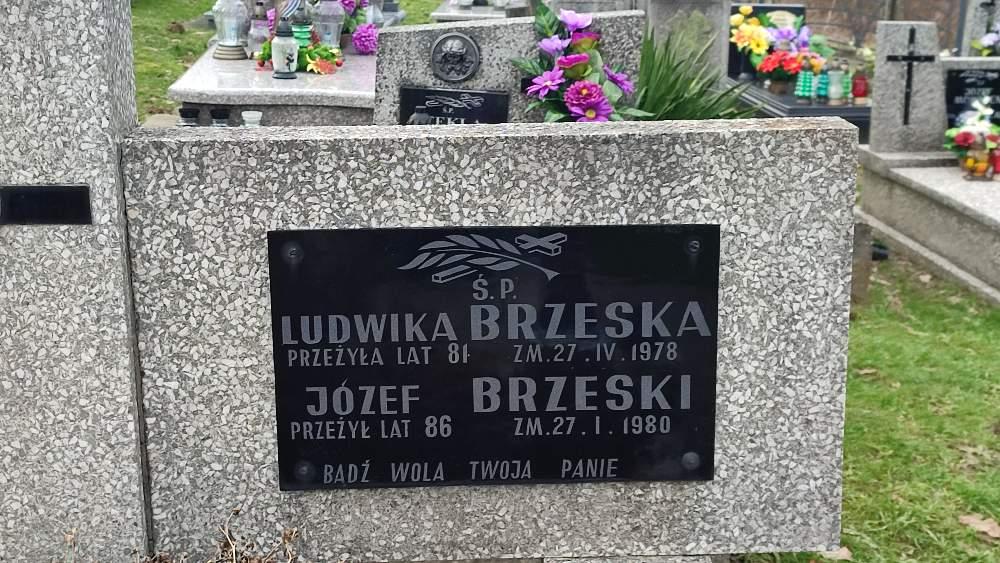 Ś.P.
LUDWIKA BRZESKA
PRZEŻYŁA LAT 81 ZM. 27. IV. 1978
JÓZEF BRZESKI
PRZEŻYŁ LAT 86 ZM. 27. I. 1980
BĄDŹ WOLA TWOJA PANIE
Ś.P.
JÓZEF